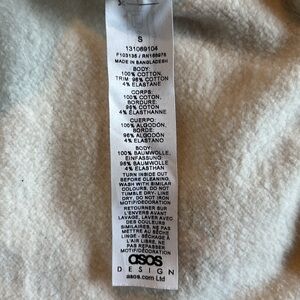 S
131069104
F103135 / RN166978
MADE IN BANGLADESH
BODY:
100% COTTON,
TRIM: 96% COTTON
4% ELASTANE
CORPS:
100% COTON,
BORDURE:
96% COTON
4% ELASTHANNE
CUERPO:
100% ALGODÓN,
BORDE:
96% ALGODÓN
4% ELASTANO
BODY:
100% BAUMWOLLE,
EINFASSUNG:
96% BAUMWOLLE
4% ELASTHAN
TURN INSIDE OUT
BEFORE CLEANING,
WASH WITH SIMILAR
COLOURS. DO NOT
TUMBLE DRY- LINE
DRY, DO NOT IRON
MOTIF/DECORATION
RETOURNER SUR
L'ENVERS AVANT
LAVAGE, LAVER AVEC
DES COULEURS
SIMILAIRES, NE PAS
METTRE AU SÈCHE
LINGE - SÉCHAGE À
L'AIR LIBRE, NE
PAS REPASSER
MOTIF/DÉCORATION
asos
DESIGN
asos.com Ltd